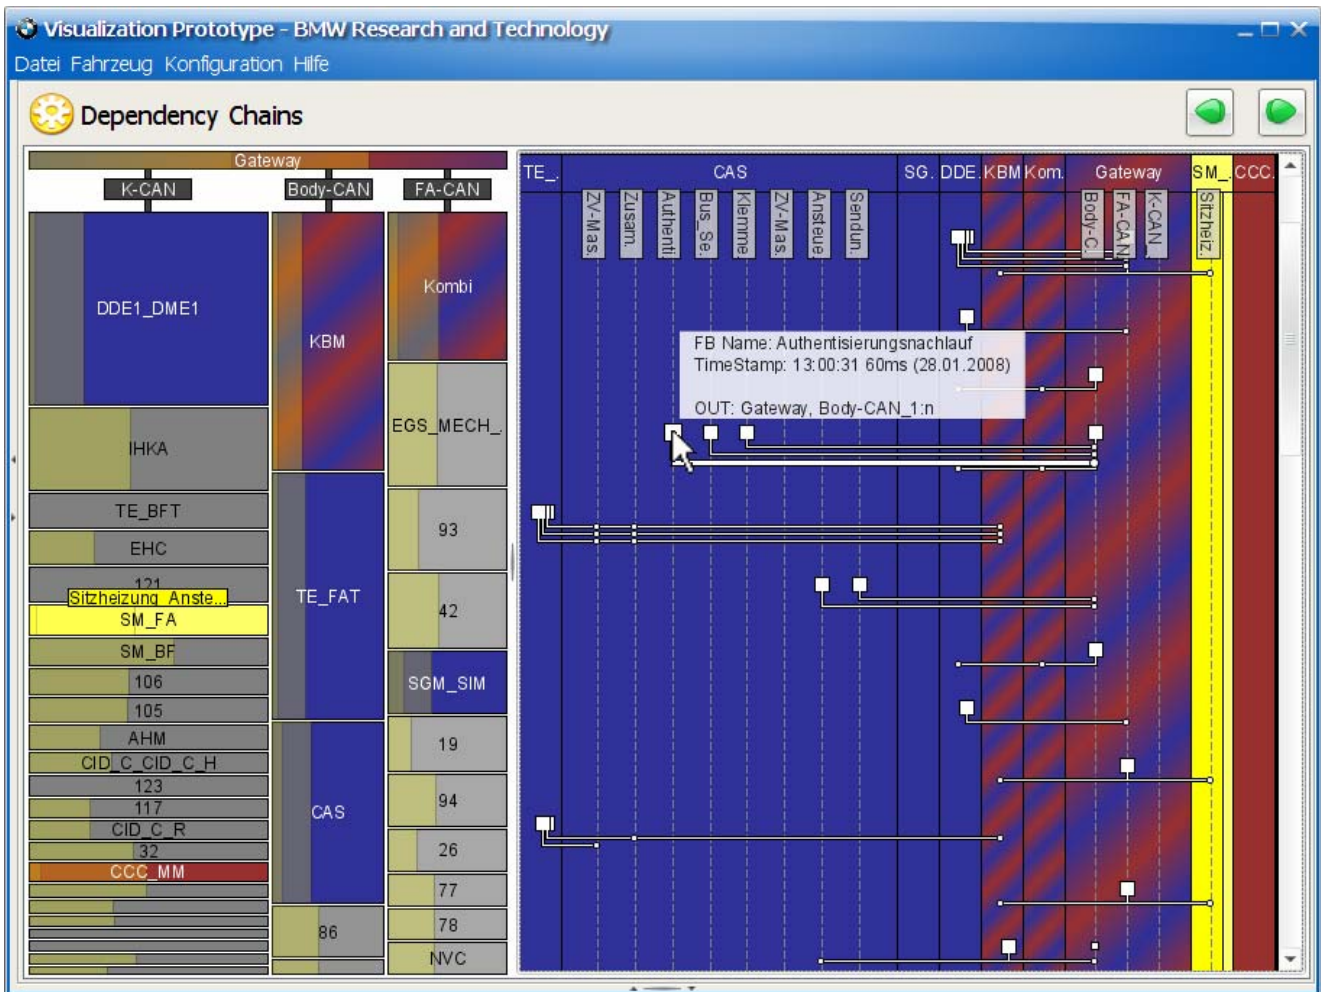 Visualization Prototype - BMW Research and Technology
Datei Fahrzeug Konfiguration Hilfe
Dependency Chains
Gateway
K-CAN Body-CAN FA-CAN
DDE1_DME1
IHKA
TE_BFT
EHC
121
Sitzheizung_Anste...
SM_FA
SM_BF
106
105
AHM
CID_C_CID_C_H
123
117
CID_C_R
32
CCC_MM
KBM
TE_FAT
CAS
86
Kombi
EGS_MECH_.
93
42
SGM_SIM
19
94
26
77
78
NVC
TE_. CAS SG. DDE. KBM Kom. Gateway SM_. CCC.
ZV-Mas.
Zusam.
Authenti
Bus_Se.
Klemme
ZV-Mas.
Ansteue
Sendun.
Body-C.
FA-CAN
K-CAN_
Sitzheiz.
FB Name: Authentisierungsnachlauf
TimeStamp: 13:00:31 60ms (28.01.2008)
OUT: Gateway, Body-CAN_1:n